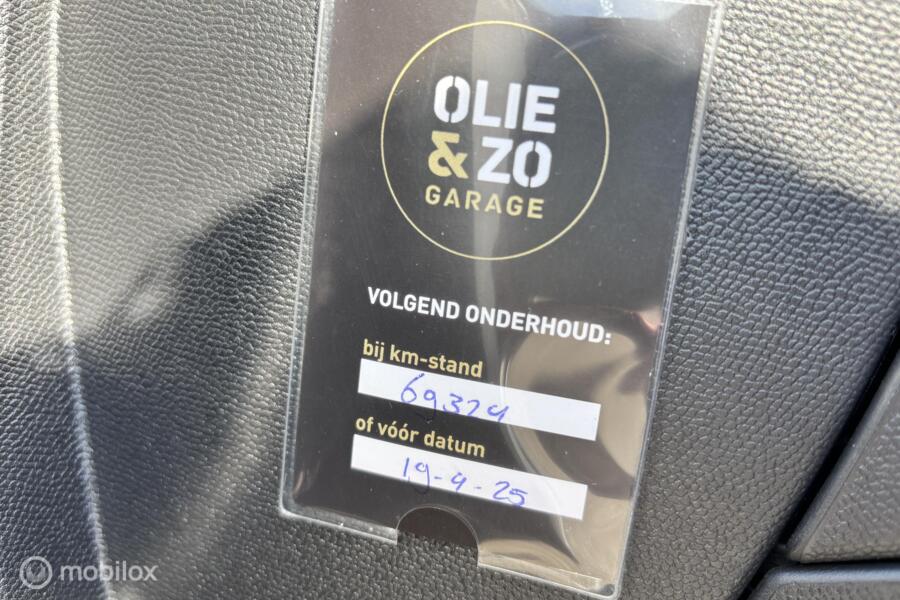 OLIE
& ZO
GARAGE
VOLGEND ONDERHOUD:
bij km-stand
69324
of vóór datum
19-4-25
mobilox